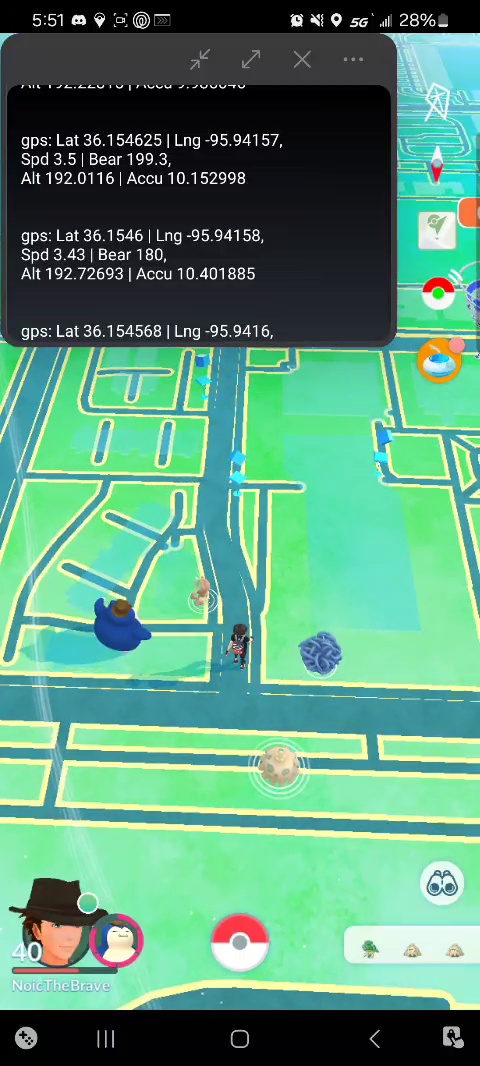 5:51
5G
28%
Alt 192.22815 | Accu 9.966040
gps: Lat 36.154625 | Lng -95.94157,
Spd 3.5 | Bear 199.3,
Alt 192.0116 | Accu 10.152998
gps: Lat 36.1546 | Lng -95.94158,
Spd 3.43 | Bear 180,
Alt 192.72693 | Accu 10.401885
gps: Lat 36.154568 | Lng -95.9416,
40
NoicTheBrave